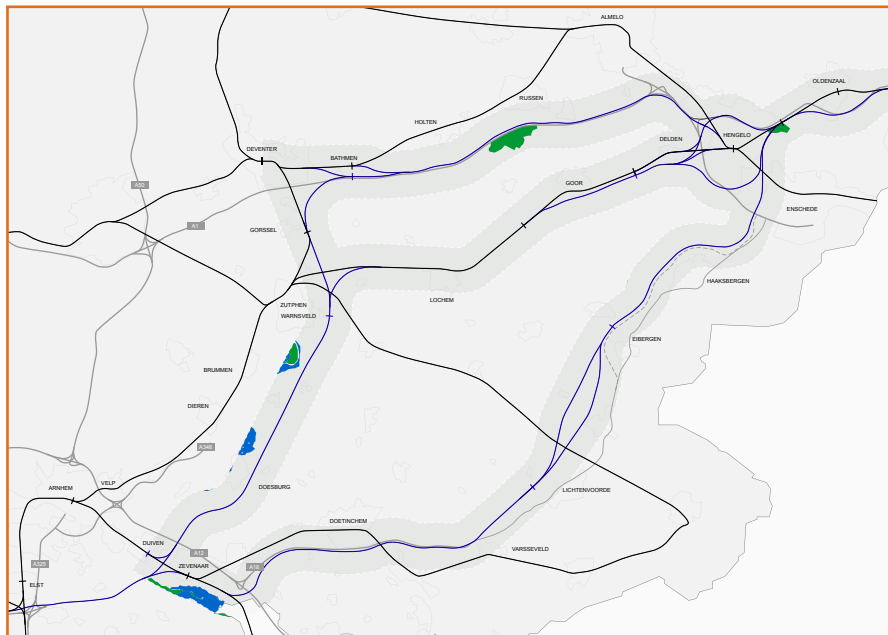 ALMELO
OLDENZAAL
RIJSSEN
HOLTEN
HENGELO
DELDEN
DEVENTER
BATHMEN
GOOR
A50
ENSCHEDE
A1
GORSSEL
HAAKSBERGEN
LOCHEM
ZUTPHEN
WARNSVELD
EIBERGEN
BRUMMEN
DIEREN
A348
VELP
ARNHEM
DOESBURG
LICHTENVOORDE
DOETINCHEM
DUIVEN
VARSSEVELD
A12
A325
ZEVENAAR
A18
ELST